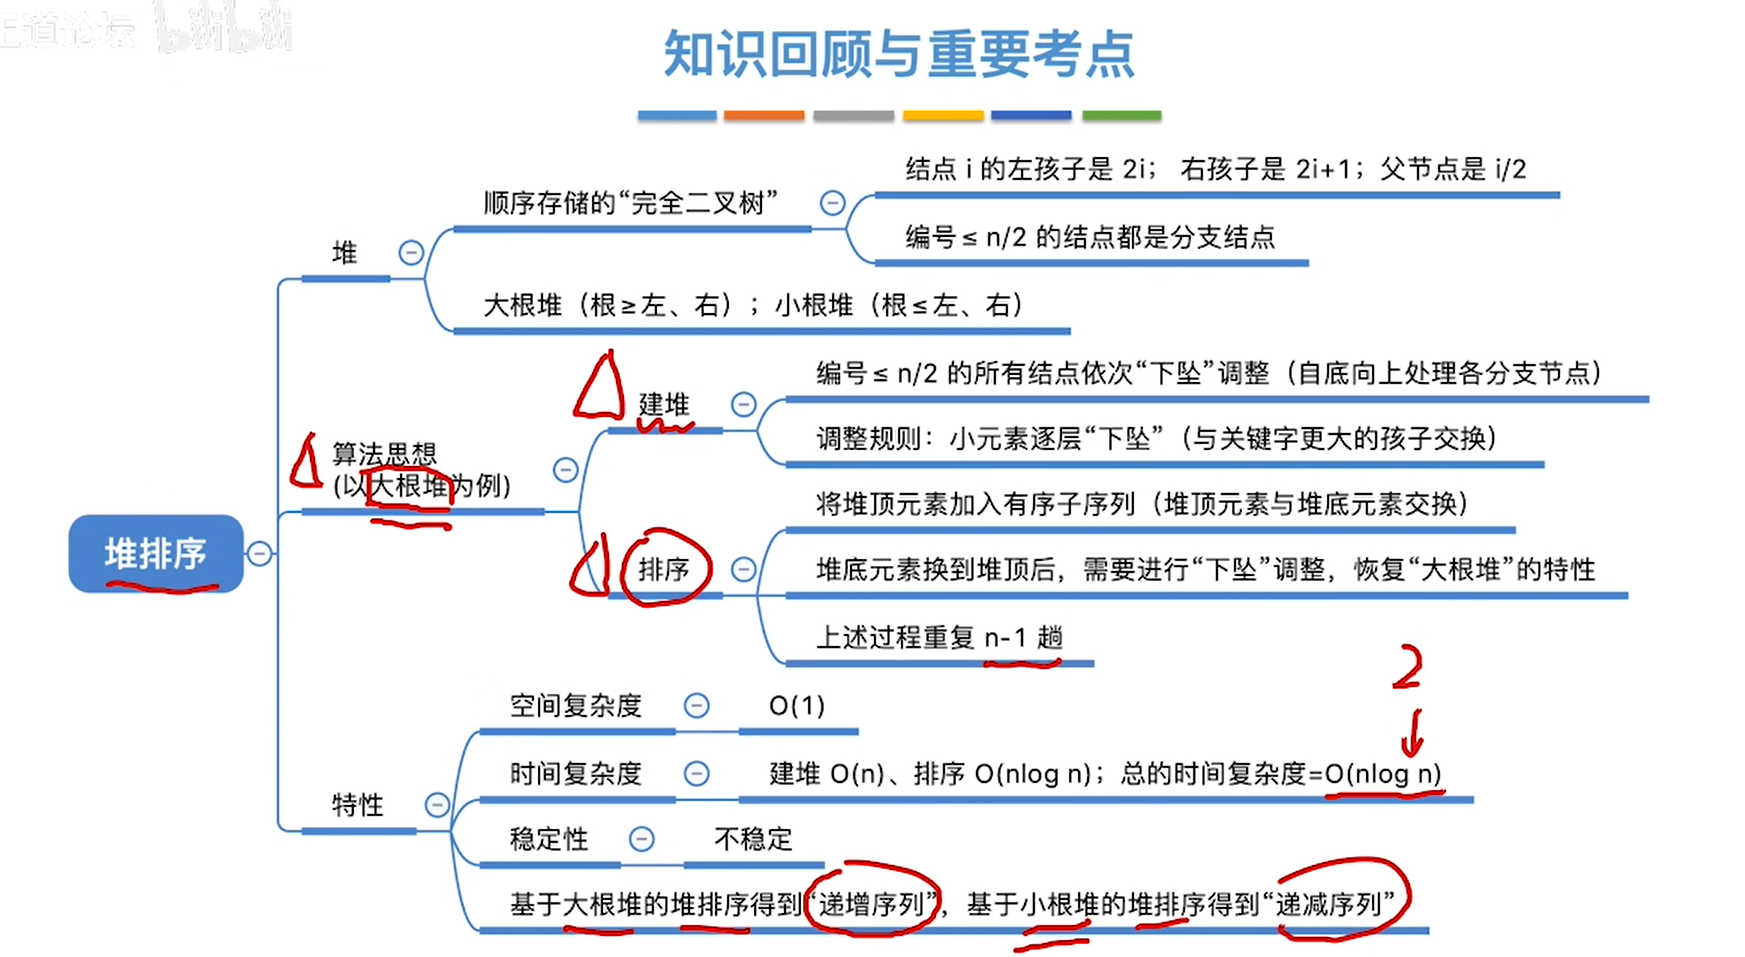 正道论坛 bilibili
知识回顾与重要考点
堆排序
堆
顺序存储的“完全二叉树”
结点 i 的左孩子是 2i； 右孩子是 2i+1；父节点是 i/2
编号≤ n/2 的结点都是分支结点
大根堆（根≥左、右）；小根堆（根≤左、右）
算法思想
(以大根堆为例)
建堆
编号≤ n/2 的所有结点依次“下坠”调整（自底向上处理各分支节点）
调整规则：小元素逐层“下坠”（与关键字更大的孩子交换）
排序
将堆顶元素加入有序子序列（堆顶元素与堆底元素交换）
堆底元素换到堆顶后，需要进行“下坠”调整，恢复“大根堆”的特性
上述过程重复 n-1 趟
2
特性
空间复杂度
O(1)
时间复杂度
建堆 O(n)、排序 O(nlog n)；总的时间复杂度=O(nlog n)
稳定性
不稳定
基于大根堆的堆排序得到“递增序列”，基于小根堆的堆排序得到“递减序列”